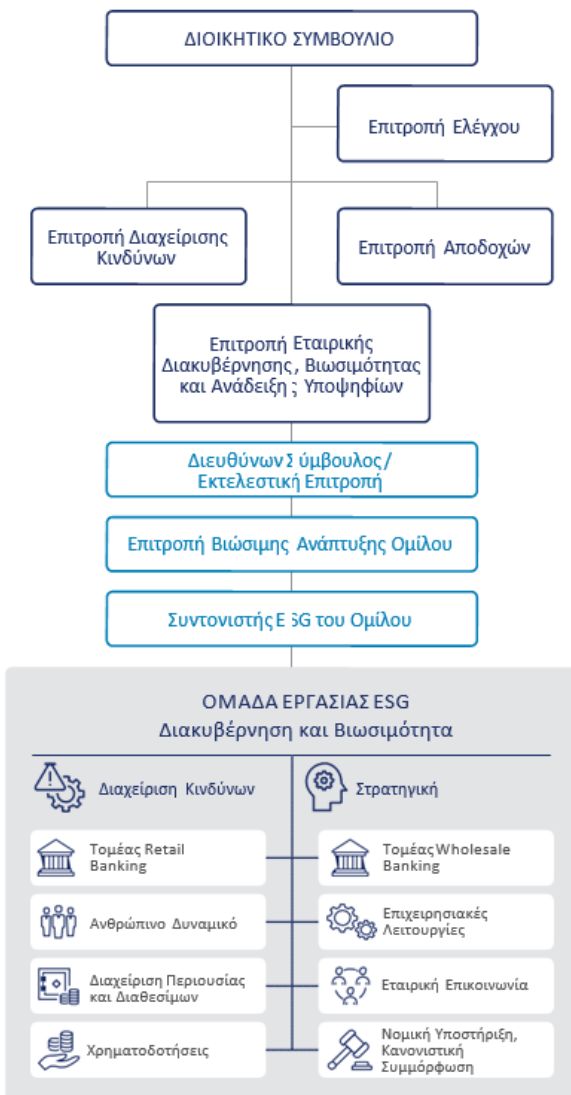 ΔΙΟΙΚΗΤΙΚΟ ΣΥΜΒΟΥΛΙΟ
Επιτροπή Ελέγχου
Επιτροπή Διαχείρισης
Κινδύνων
Επιτροπή Αποδοχών
Επιτροπή Εταιρικής
Διακυβέρνησης, Βιωσιμότητας
και Ανάδειξης Υποψηφίων
Διευθύνων Σύμβουλος /
Εκτελεστική Επιτροπή
Επιτροπή Βιώσιμης Ανάπτυξης Ομίλου
Συντονιστής ESG του Ομίλου
ΟΜΑΔΑ ΕΡΓΑΣΙΑΣ ESG
Διακυβέρνηση και Βιωσιμότητα
Διαχείριση Κινδύνων
Στρατηγική
Τομέας Retail
Banking
Τομέας Wholesale
Banking
Ανθρώπινο Δυναμικό
Επιχειρησιακές
Λειτουργίες
Διαχείριση Περιουσίας
και Διαθεσίμων
Εταιρική Επικοινωνία
Χρηματοδοτήσεις
Νομική Υποστήριξη,
Κανονιστική
Συμμόρφωση